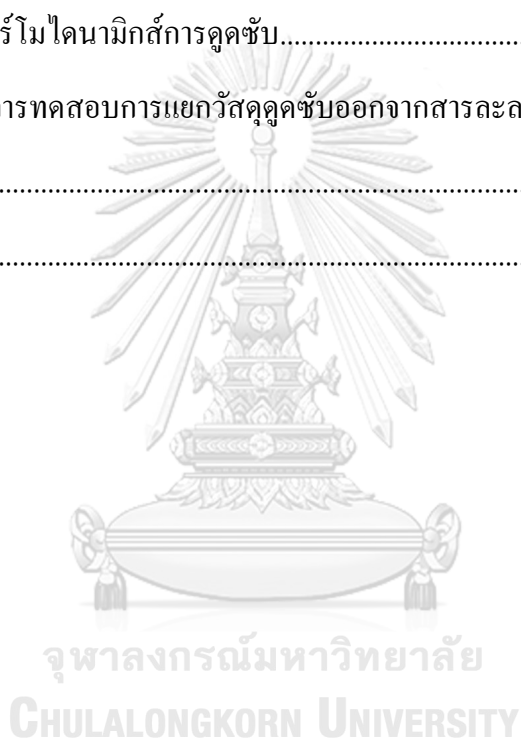 ร์โมไดนามิกส์การดูดซับ.....................................
ารทดสอบการแยกวัสดุดูดซับออกจากสารละล
...............................................................................
...............................................................................
จุฬาลงกรณ์มหาวิทยาลัย
CHULALONGKORN UNIVERSITY